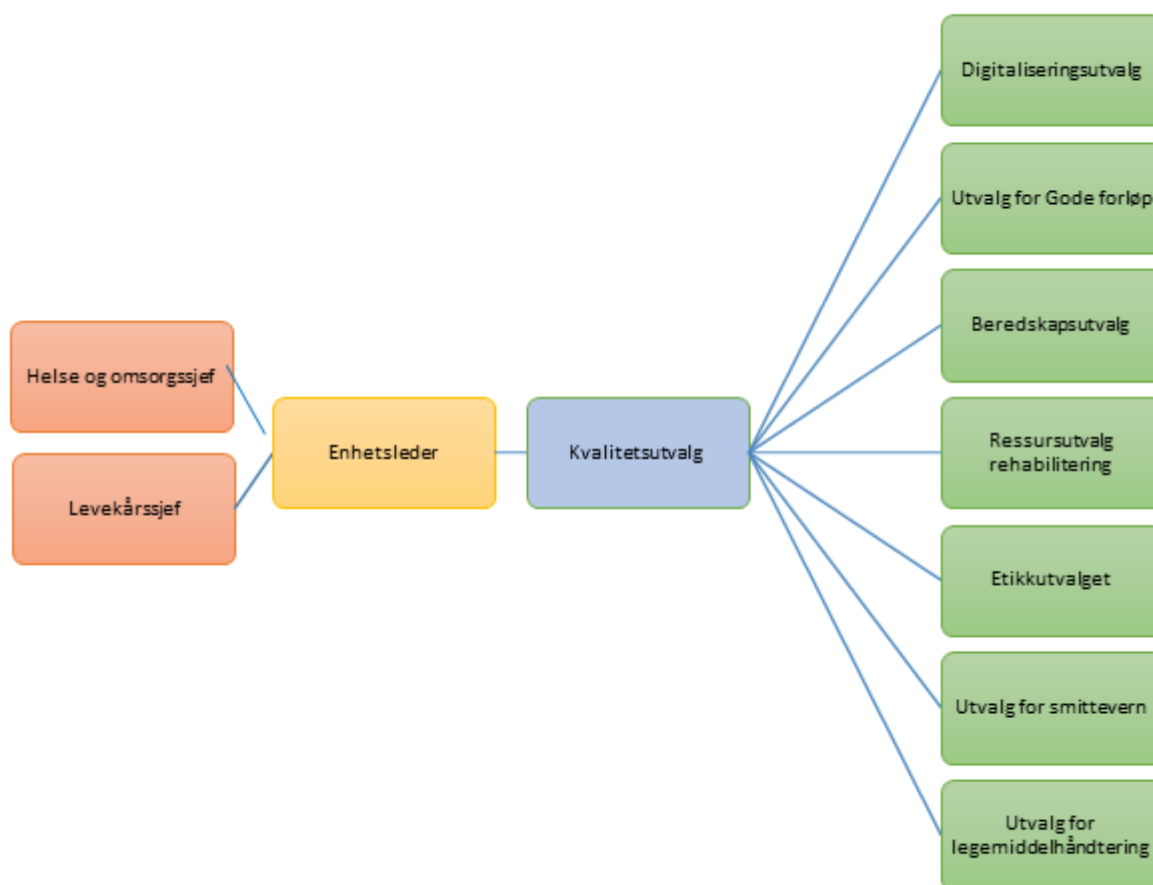 Helse og omsorgssjef
Levekårssjef
Enhetsleder
Kvalitetsutvalg
Digitaliseringsutvalg
Utvalg for Gode forløp
Beredskapsutvalg
Ressursutvalg
rehabilitering
Etikkutvalget
Utvalg for smittevern
Utvalg for
legemiddelhåndtering